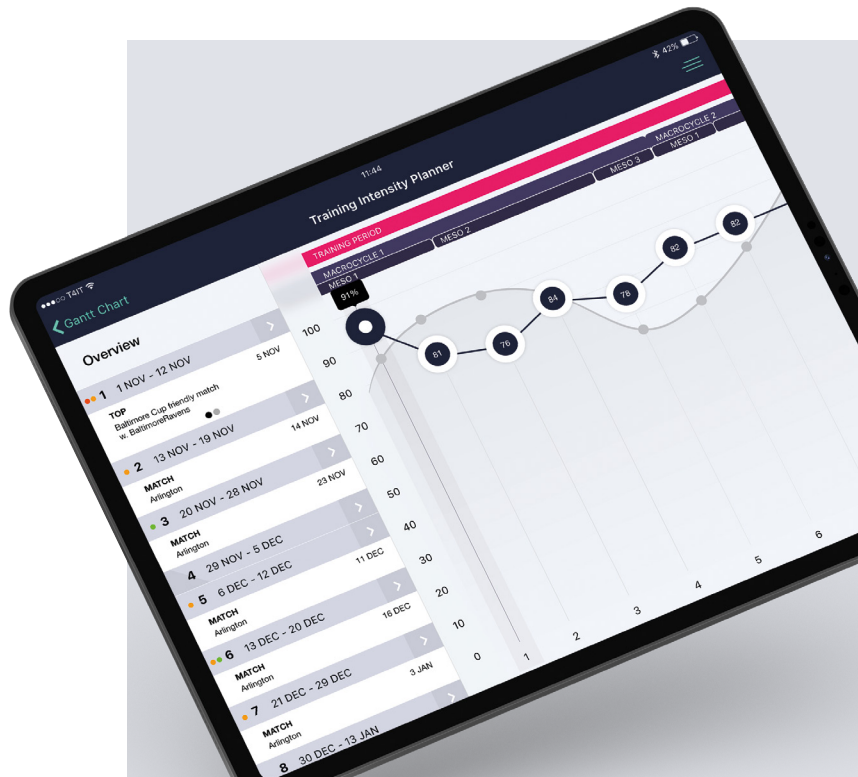 ●●●○○ T4IT
11:44
42%
Gantt Chart
Training Intensity Planner
Overview
1 1 NOV - 12 NOV
TOP 5 NOV
Baltimore Cup friendly match
w. BaltimoreRavens
2 13 NOV - 19 NOV
MATCH 14 NOV
Arlington
3 20 NOV - 28 NOV
MATCH 23 NOV
Arlington
4 29 NOV - 5 DEC
5 6 DEC - 12 DEC
MATCH 11 DEC
Arlington
6 13 DEC - 20 DEC
MATCH 16 DEC
Arlington
7 21 DEC - 29 DEC
MATCH 3 JAN
Arlington
8 30 DEC - 13 JAN
TRAINING PERIOD
MACROCYCLE 1 MACROCYCLE 2
MESO 1 MESO 2 MESO 3 MESO 1
91%
81 76 84 78 82 82
100
90
80
70
60
50
40
30
20
10
0
1 2 3 4 5 6